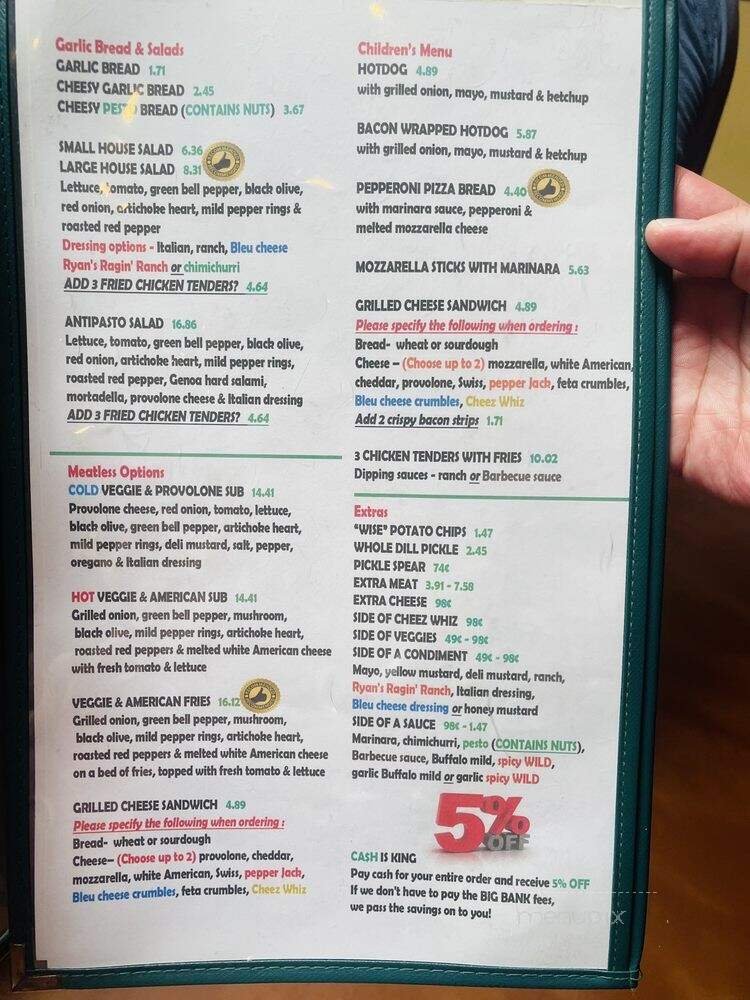 Garlic Bread & Salads
GARLIC BREAD 1.71
CHEESY GARLIC BREAD 2.45
CHEESY PESTO BREAD (CONTAINS NUTS) 3.67
SMALL HOUSE SALAD 6.36
LARGE HOUSE SALAD 8.31
Lettuce, tomato, green bell pepper, black olive,
red onion, artichoke heart, mild pepper rings &
roasted red pepper
Dressing options - Italian, ranch, Bleu cheese
Ryan's Ragin' Ranch or chimichurri
ADD 3 FRIED CHICKEN TENDERS? 4.64
ANTIPASTO SALAD 16.86
Lettuce, tomato, green bell pepper, black olive,
red onion, artichoke heart, mild pepper rings,
roasted red pepper, Genoa hard salami,
mortadella, provolone cheese & Italian dressing
ADD 3 FRIED CHICKEN TENDERS? 4.64
Meatless Options
COLD VEGGIE & PROVOLONE SUB 14.41
Provolone cheese, red onion, tomato, lettuce,
black olive, green bell pepper, artichoke heart,
mild pepper rings, deli mustard, salt, pepper,
oregano & Italian dressing
HOT VEGGIE & AMERICAN SUB 14.41
Grilled onion, green bell pepper, mushroom,
black olive, mild pepper rings, artichoke heart,
roasted red peppers & melted white American cheese
with fresh tomato & lettuce
VEGGIE & AMERICAN FRIES 16.12
Grilled onion, green bell pepper, mushroom,
black olive, mild pepper rings, artichoke heart,
roasted red peppers & melted white American cheese
on a bed of fries, topped with fresh tomato & lettuce
GRILLED CHEESE SANDWICH 4.89
Please specify the following when ordering :
Bread- wheat or sourdough
Cheese– (Choose up to 2) provolone, cheddar,
mozzarella, white American, Swiss, pepper Jack,
Bleu cheese crumbles, feta crumbles, Cheez Whiz
Children's Menu
HOTDOG 4.89
with grilled onion, mayo, mustard & ketchup
BACON WRAPPED HOTDOG 5.87
with grilled onion, mayo, mustard & ketchup
PEPPERONI PIZZA BREAD 4.40
with marinara sauce, pepperoni &
melted mozzarella cheese
MOZZARELLA STICKS WITH MARINARA 5.63
GRILLED CHEESE SANDWICH 4.89
Please specify the following when ordering :
Bread- wheat or sourdough
Cheese – (Choose up to 2) mozzarella, white American,
cheddar, provolone, Swiss, pepper Jack, feta crumbles,
Bleu cheese crumbles, Cheez Whiz
Add 2 crispy bacon strips 1.71
3 CHICKEN TENDERS WITH FRIES 10.02
Dipping sauces - ranch or Barbecue sauce
Extras
"WISE" POTATO CHIPS 1.47
WHOLE DILL PICKLE 2.45
PICKLE SPEAR 74¢
EXTRA MEAT 3.91 - 7.58
EXTRA CHEESE 98¢
SIDE OF CHEEZ WHIZ 98¢
SIDE OF VEGGIES 49¢ - 98¢
SIDE OF A CONDIMENT 49¢ - 98¢
Mayo, yellow mustard, deli mustard, ranch,
Ryan's Ragin' Ranch, Italian dressing,
Bleu cheese dressing or honey mustard
SIDE OF A SAUCE 98¢ - 1.47
Marinara, chimichurri, pesto (CONTAINS NUTS),
Barbecue sauce, Buffalo mild, spicy WILD,
garlic Buffalo mild or garlic spicy WILD
5% OFF
CASH IS KING
Pay cash for your entire order and receive 5% OFF
If we don't have to pay the BIG BANK fees,
we pass the savings on to you!
menupix